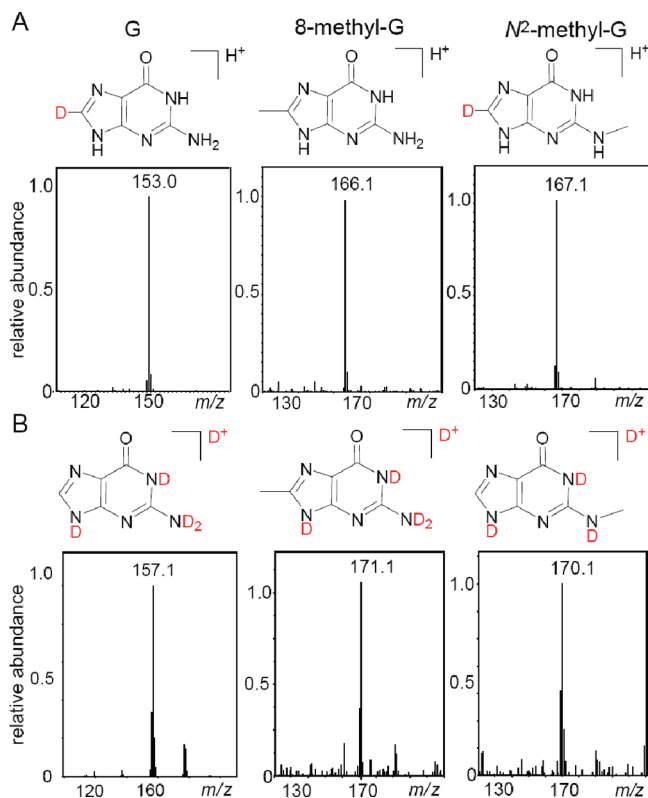 A
G 8-methyl-G N²-methyl-G
O H⁺ O H⁺ O H⁺
N NH N NH N NH
D N H N NH₂ N H N NH₂ D N H N N H
1.0 153.0 1.0 166.1 1.0 167.1
relative abundance
0.5 0.5 0.5
0 0 0
120 150 m/z 130 170 m/z 130 170 m/z
B
O D⁺ O D⁺ O D⁺
N ND N ND N ND
N D N ND₂ N D N ND₂ N D N N D
1.0 157.1 1.0 171.1 1.0 170.1
relative abundance
0.5 0.5 0.5
0 0 0
120 160 m/z 130 170 m/z 130 170 m/z